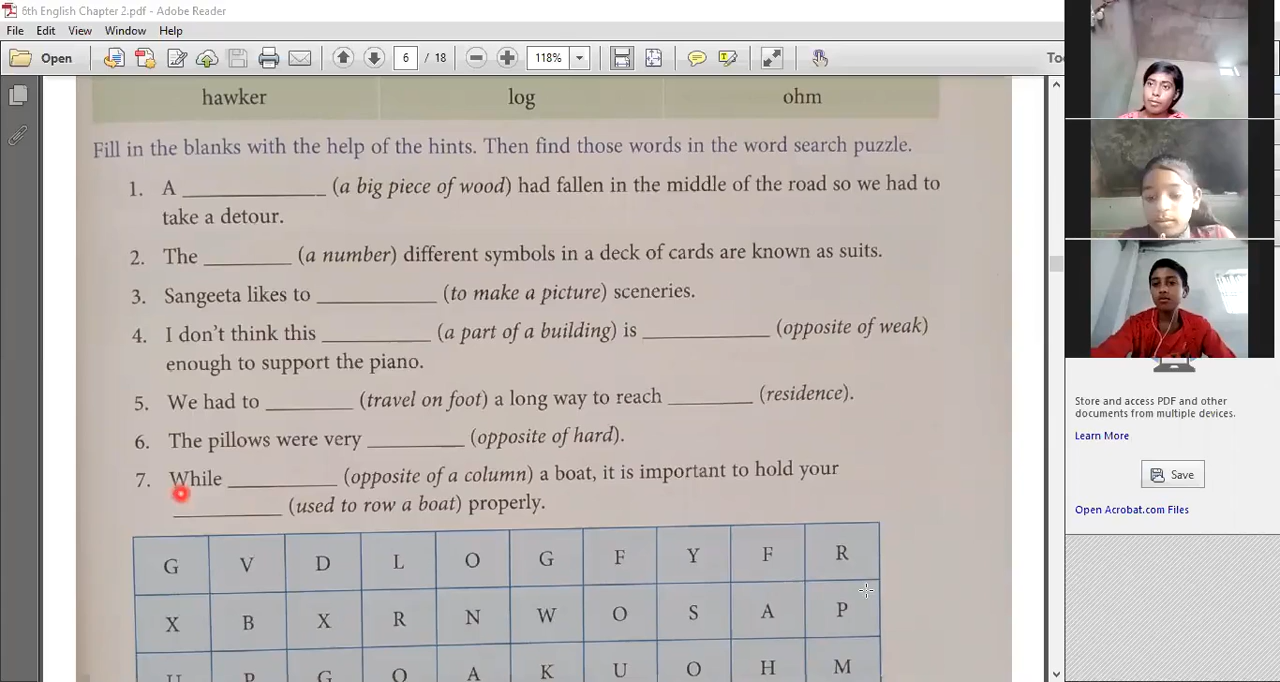 6th English Chapter 2.pdf - Adobe Reader
File Edit View Window Help
Open 6 / 18 118%
hawker log ohm
Fill in the blanks with the help of the hints. Then find those words in the word search puzzle.
1. A ____________ (a big piece of wood) had fallen in the middle of the road so we had to
take a detour.
2. The ________ (a number) different symbols in a deck of cards are known as suits.
3. Sangeeta likes to ___________ (to make a picture) sceneries.
4. I don't think this __________ (a part of a building) is ____________ (opposite of weak)
enough to support the piano.
5. We had to ________ (travel on foot) a long way to reach ________ (residence).
6. The pillows were very _________ (opposite of hard).
7. While __________ (opposite of a column) a boat, it is important to hold your
__________ (used to row a boat) properly.
G V D L O G F Y F R
X B X R N W O S A P
A K U O H M
Store and access PDF and other
documents from multiple devices.
Learn More
Save
Open Acrobat.com Files